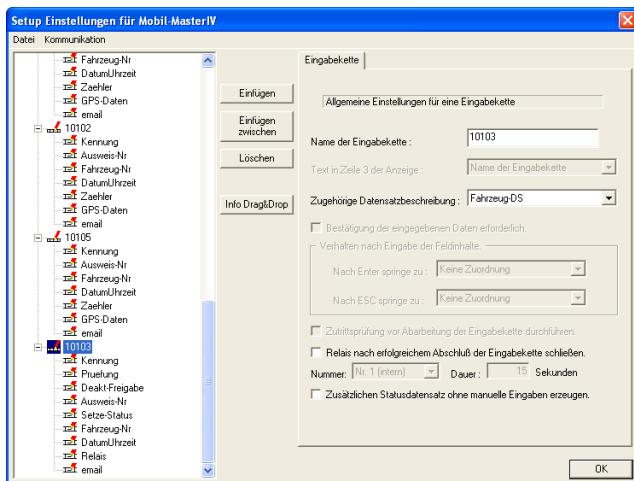 Setup Einstellungen für Mobil-MasterIV
Datei Kommunikation
Fahrzeug-Nr
DatumUhrzeit
Zaehler
GPS-Daten
email
10102
Kennung
Ausweis-Nr
Fahrzeug-Nr
DatumUhrzeit
Zaehler
GPS-Daten
email
10105
Kennung
Ausweis-Nr
Fahrzeug-Nr
DatumUhrzeit
Zaehler
GPS-Daten
email
10103
Kennung
Pruefung
Deakt-Freigabe
Ausweis-Nr
Setze-Status
Fahrzeug-Nr
DatumUhrzeit
Relais
email
Einfügen
Einfügen
zwischen
Löschen
Info Drag&Drop
Eingabekette
Allgemeine Einstellungen für eine Eingabekette
Name der Eingabekette : 10103
Text in Zeile 3 der Anzeige : Name der Eingabekette
Zugehörige Datensatzbeschreibung : Fahrzeug-DS
Bestätigung der eingegebenen Daten erforderlich.
Verhalten nach Eingabe der Feldinhalte.
Nach Enter springe zu : Keine Zuordnung
Nach ESC springe zu : Keine Zuordnung
Zutrittsprüfung vor Abarbeitung der Eingabekette durchführen.
Relais nach erfolgreichem Abschluß der Eingabekette schließen.
Nummer: Nr. 1 (intern) Dauer : 15 Sekunden
Zusätzlichen Statusdatensatz ohne manuelle Eingaben erzeugen.
OK